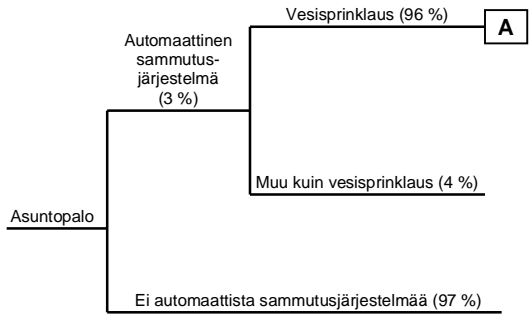 Vesisprinklaus (96 %)
A
Automaattinen
sammutus-
järjestelmä
(3 %)
Muu kuin vesisprinklaus (4 %)
Asuntopalo
Ei automaattista sammutusjärjestelmää (97 %)